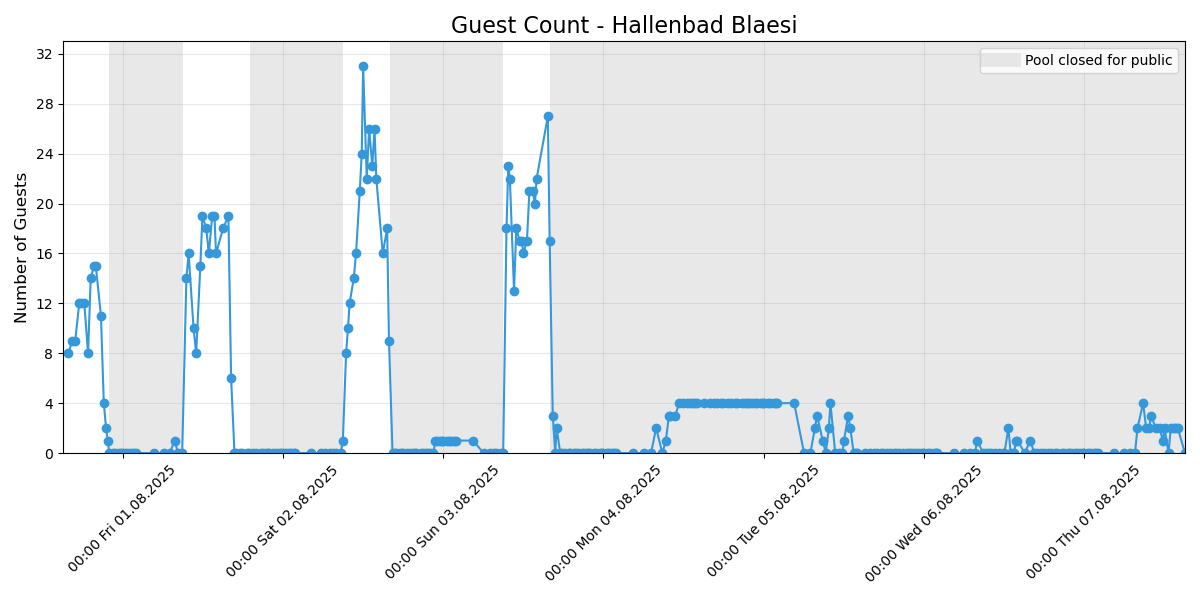 Guest Count - Hallenbad Blaesi
Pool closed for public
Number of Guests
32
28
24
20
16
12
8
4
0
00:00 Fri 01.08.2025
00:00 Sat 02.08.2025
00:00 Sun 03.08.2025
00:00 Mon 04.08.2025
00:00 Tue 05.08.2025
00:00 Wed 06.08.2025
00:00 Thu 07.08.2025